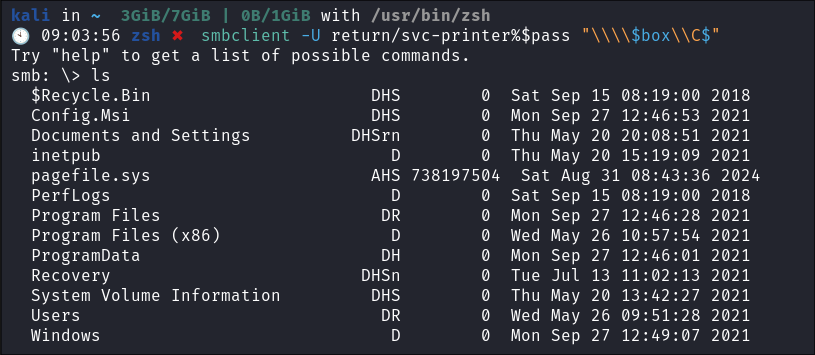 kali in ~  3GiB/7GiB | 0B/1GiB with /usr/bin/zsh
🕙 09:03:56 zsh ✖  smbclient -U return/svc-printer%$pass "\\\\$box\\C$"
Try "help" to get a list of possible commands.
smb: \> ls
  $Recycle.Bin                      DHS        0  Sat Sep 15 08:19:00 2018
  Config.Msi                        DHS        0  Mon Sep 27 12:46:53 2021
  Documents and Settings          DHSrn        0  Thu May 20 20:08:51 2021
  inetpub                             D        0  Thu May 20 15:19:09 2021
  pagefile.sys                      AHS 738197504  Sat Aug 31 08:43:36 2024
  PerfLogs                            D        0  Sat Sep 15 08:19:00 2018
  Program Files                      DR        0  Mon Sep 27 12:46:28 2021
  Program Files (x86)                 D        0  Wed May 26 10:57:54 2021
  ProgramData                        DH        0  Mon Sep 27 12:46:01 2021
  Recovery                         DHSn        0  Tue Jul 13 11:02:13 2021
  System Volume Information         DHS        0  Thu May 20 13:42:27 2021
  Users                              DR        0  Wed May 26 09:51:28 2021
  Windows                             D        0  Mon Sep 27 12:49:07 2021